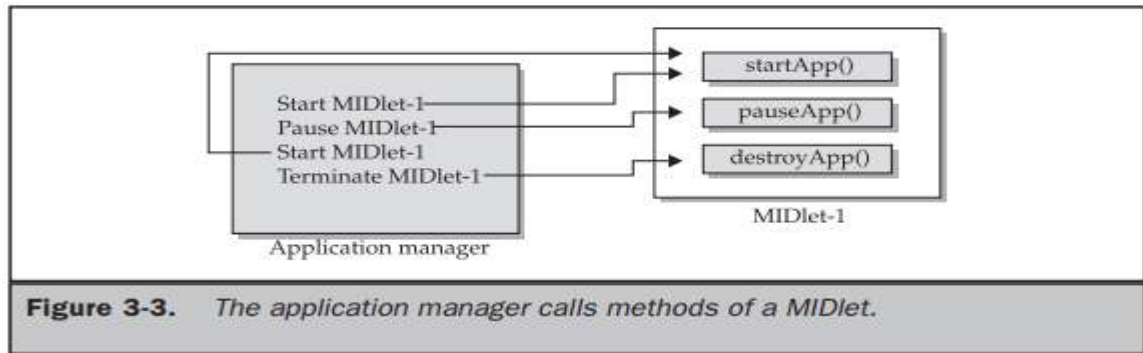 Start MIDlet-1
Pause MIDlet-1
Start MIDlet-1
Terminate MIDlet-1
Application manager
startApp()
pauseApp()
destroyApp()
MIDlet-1
Figure 3-3. The application manager calls methods of a MIDlet.